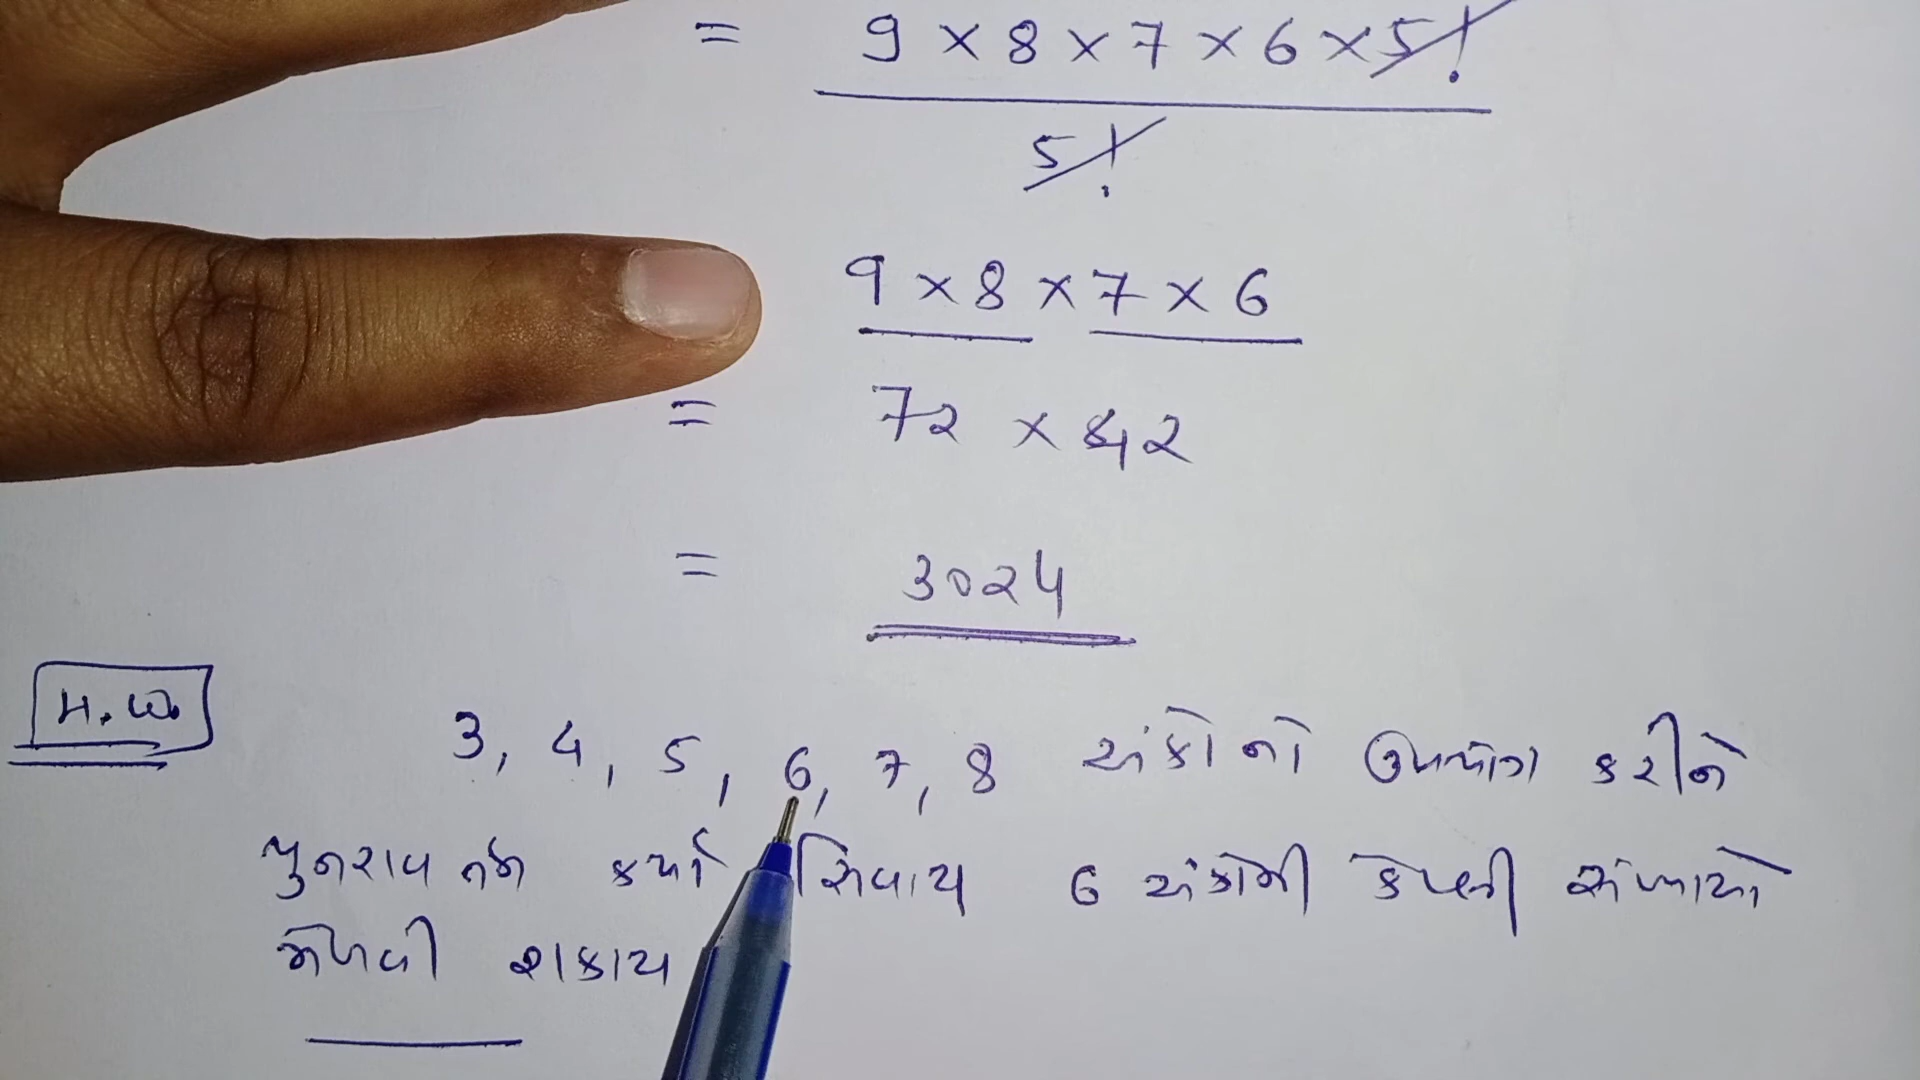 = 9 × 8 × 7 × 6 × 5!
5!
9 × 8 × 7 × 6
= 72 × 42
= 3024
H.W. 3, 4, 5, 6, 7, 8 અંકોનો ઉપયોગ કરીને
પુનરાવર્તન કર્યા સિવાય 6 અંકોની કેટલી સંખ્યાઓ
મેળવી શકાય